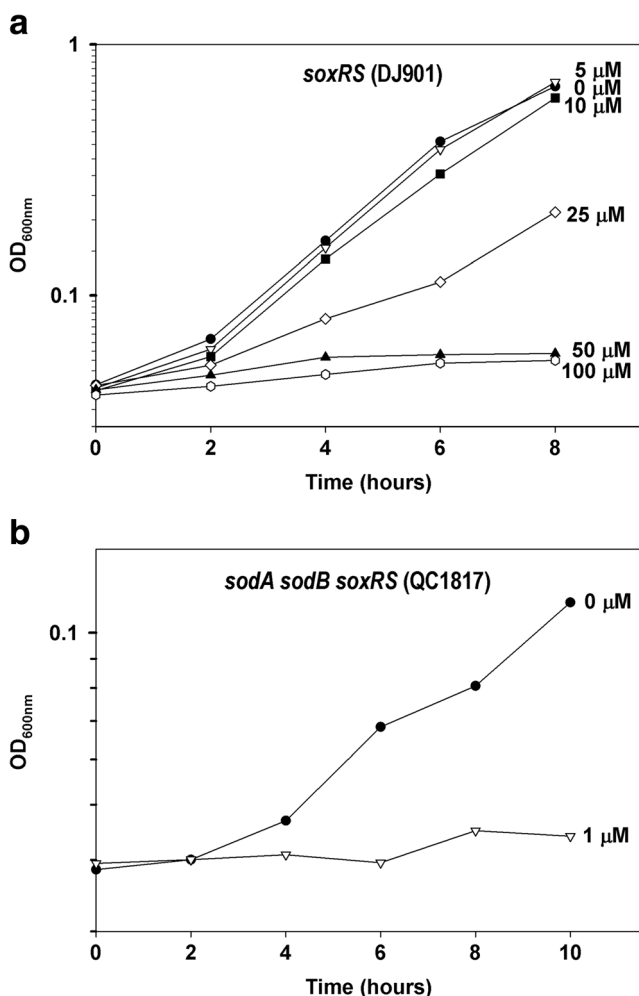 a
1
soxRS (DJ901)
5 μM
0 μM
10 μM
25 μM
OD600nm
0.1
50 μM
100 μM
0 2 4 6 8
Time (hours)
b
sodA sodB soxRS (QC1817)
0 μM
0.1
OD600nm
1 μM
0 2 4 6 8 10
Time (hours)